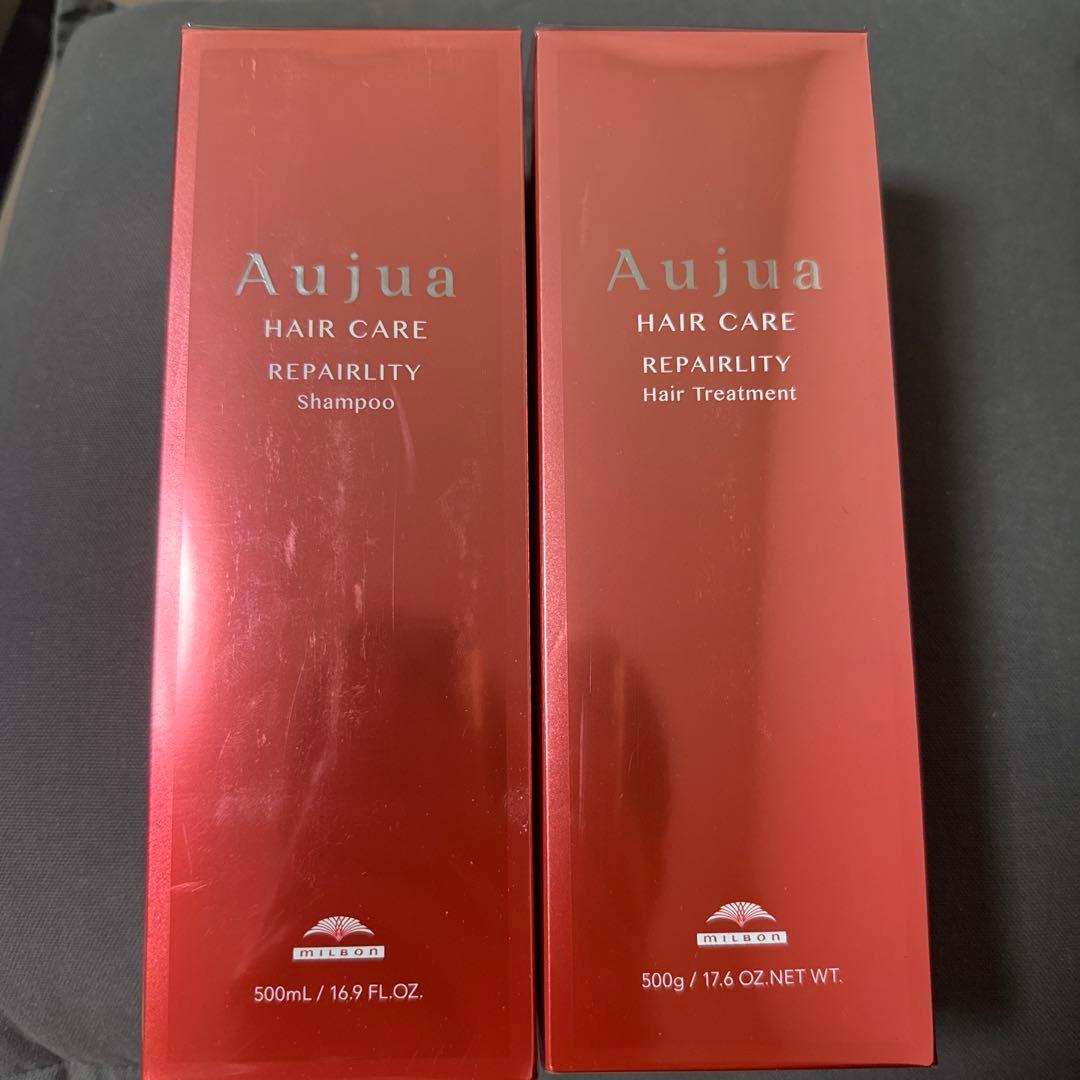 Aujua
HAIR CARE
REPAIRLITY
Shampoo
MILBON
500mL / 16.9 FL.OZ.
Aujua
HAIR CARE
REPAIRLITY
Hair Treatment
MILBON
500g / 17.6 OZ.NET WT.